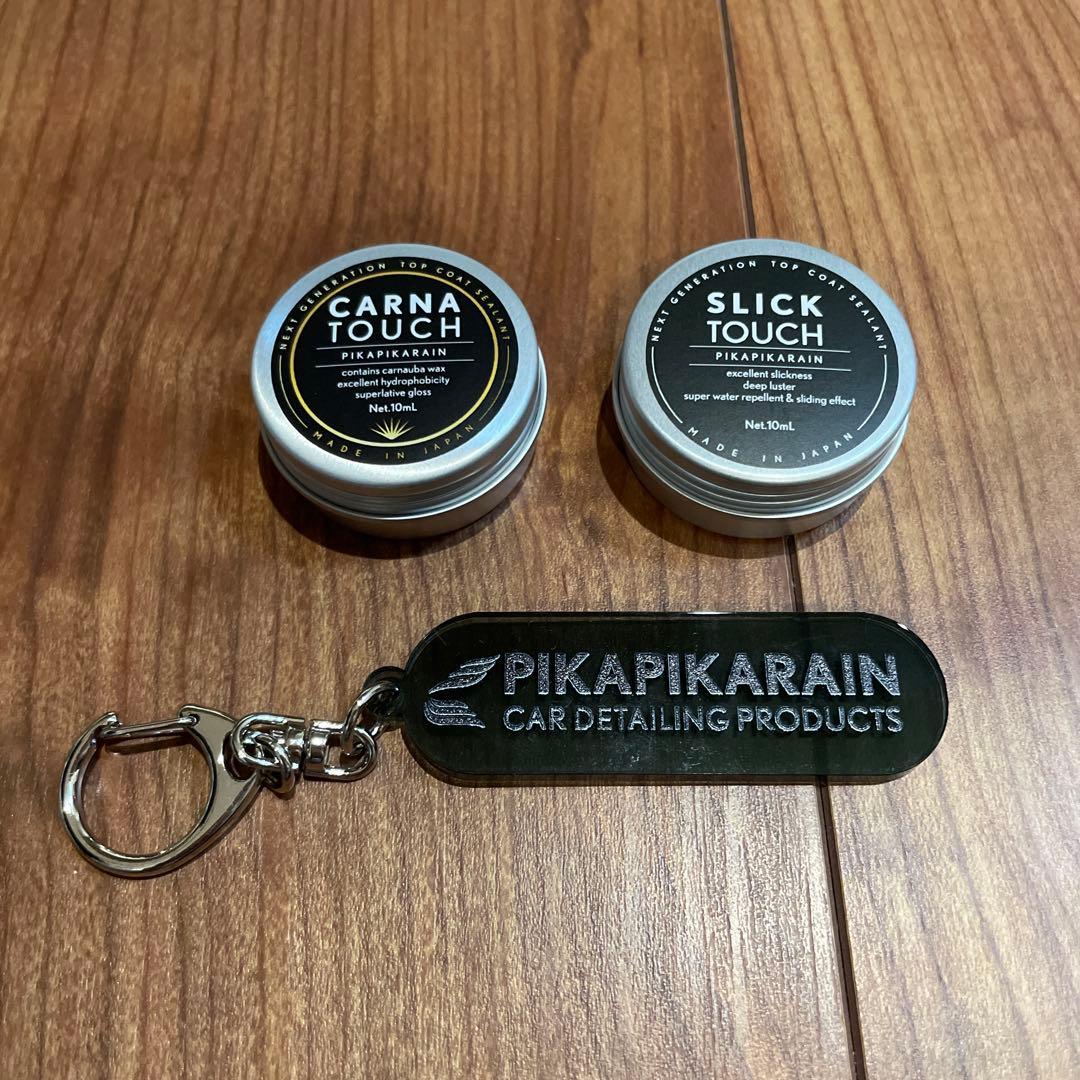 NEXT GENERATION TOP COAT SEALANT
CARNA
TOUCH
PIKAPIKARAIN
contains carnauba wax
excellent hydrophobicity
superlative gloss
Net.10mL
MADE IN JAPAN
NEXT GENERATION TOP COAT SEALANT
SLICK
TOUCH
PIKAPIKARAIN
excellent slickness
deep luster
super water repellent & sliding effect
Net.10mL
MADE IN JAPAN
PIKAPIKARAIN
CAR DETAILING PRODUCTS